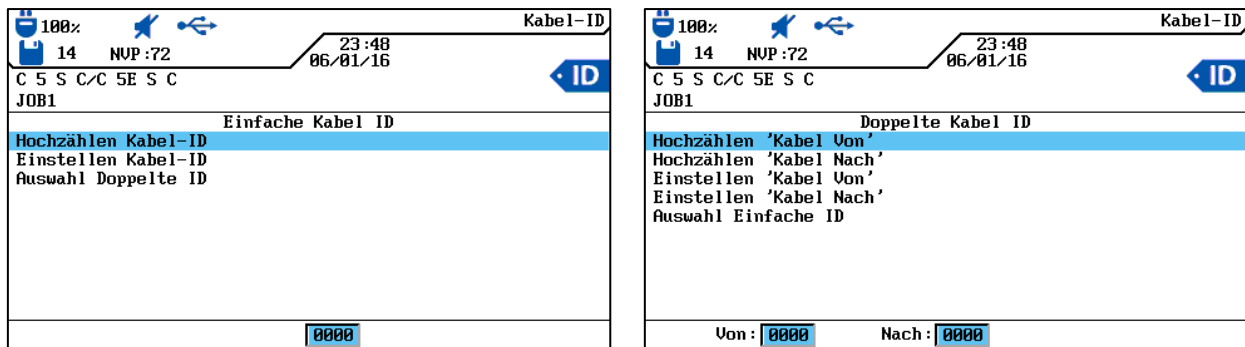 100% Kabel-ID
14 NVP:72 23:48
06/01/16
C 5 S C/C 5E S C ID
JOB1
Einfache Kabel ID
Hochzählen Kabel-ID
Einstellen Kabel-ID
Auswahl Doppelte ID
0000
100% Kabel-ID
14 NVP:72 23:48
06/01/16
C 5 S C/C 5E S C ID
JOB1
Doppelte Kabel ID
Hochzählen 'Kabel Von'
Hochzählen 'Kabel Nach'
Einstellen 'Kabel Von'
Einstellen 'Kabel Nach'
Auswahl Einfache ID
Von: 0000 Nach: 0000